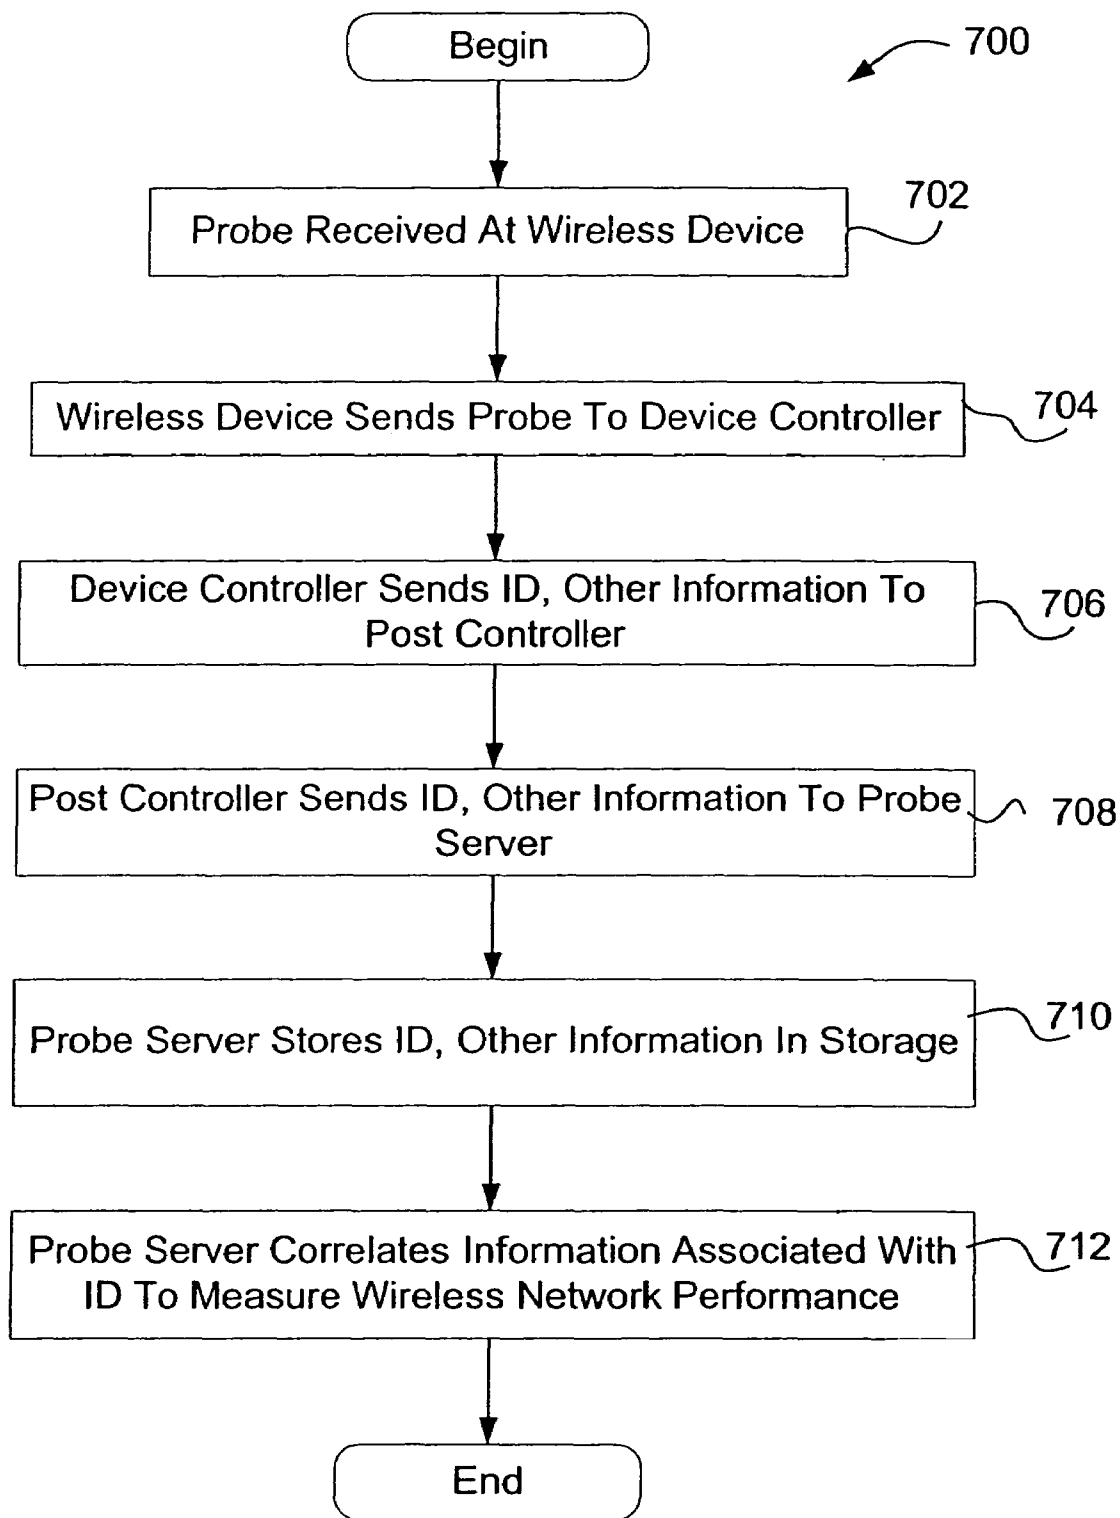 Begin
700
Probe Received At Wireless Device
702
Wireless Device Sends Probe To Device Controller
704
Device Controller Sends ID, Other Information To
Post Controller
706
Post Controller Sends ID, Other Information To Probe
Server
708
Probe Server Stores ID, Other Information In Storage
710
Probe Server Correlates Information Associated With
ID To Measure Wireless Network Performance
712
End